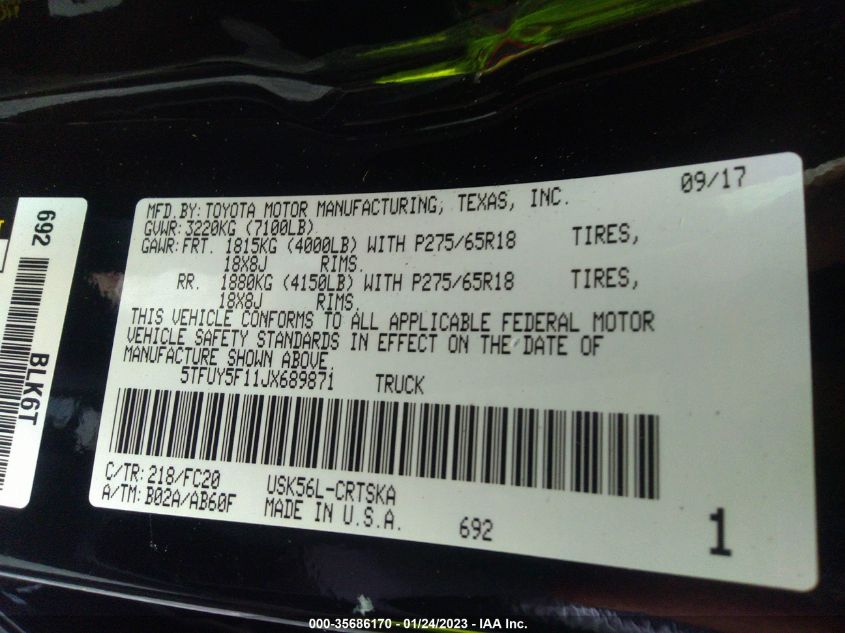 692
BLK6T
09/17
MFD.BY:TOYOTA MOTOR MANUFACTURING, TEXAS, INC.
GVWR:3220KG (7100LB)
GAWR:FRT. 1815KG (4000LB) WITH P275/65R18 TIRES,
18X8J RIMS.
RR. 1880KG (4150LB) WITH P275/65R18 TIRES,
18X8J RIMS.
THIS VEHICLE CONFORMS TO ALL APPLICABLE FEDERAL MOTOR
VEHICLE SAFETY STANDARDS IN EFFECT ON THE DATE OF
MANUFACTURE SHOWN ABOVE.
5TFUY5F11JX689871 TRUCK
C/TR:218/FC20 USK56L-CRTSKA
A/TM:B02A/AB60F MADE IN U.S.A. 692
1
000-35686170 - 01/24/2023 - IAA Inc.